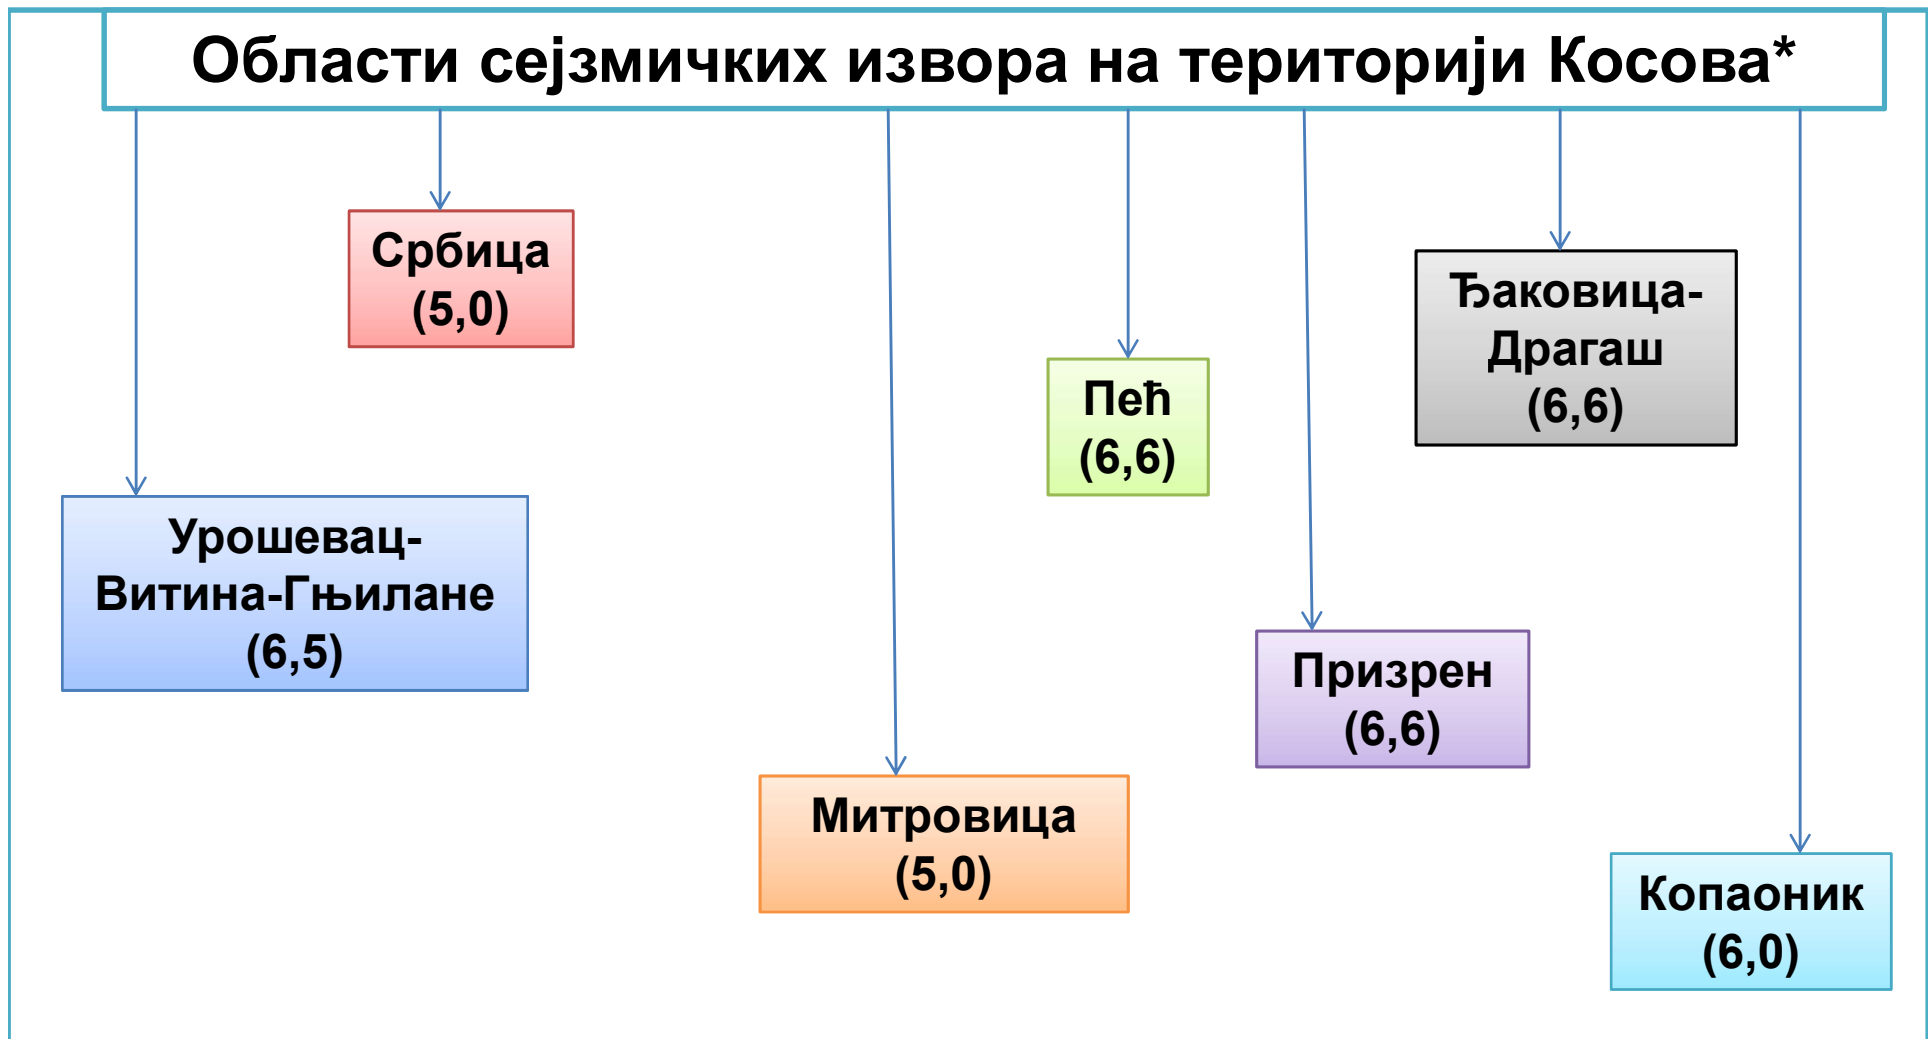 Области сејзмичких извора на територији Косова*
Србица
(5,0)
Ђаковица-
Драгаш
(6,6)
Пећ
(6,6)
Урошевац-
Витина-Гњилане
(6,5)
Призрен
(6,6)
Митровица
(5,0)
Копаоник
(6,0)